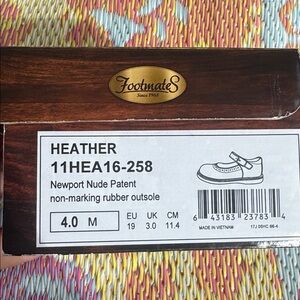 FootmateS
Since 1963
HEATHER
11HEA16-258
Newport Nude Patent
non-marking rubber outsole
4.0 M
EU UK CM
19 3.0 11.4
6 43183 23783 4
MADE IN VIETNAM